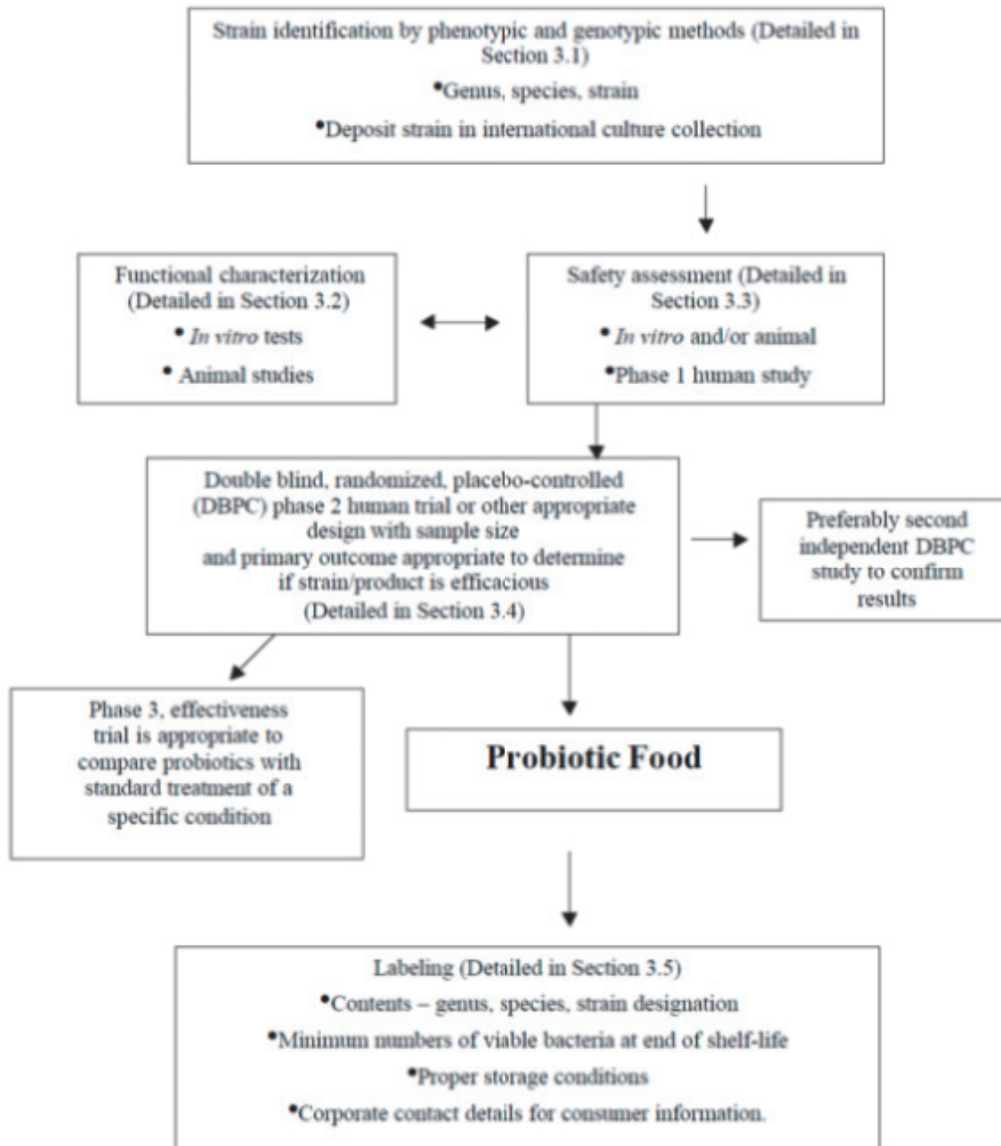 Strain identification by phenotypic and genotypic methods (Detailed in
Section 3.1)
•Genus, species, strain
•Deposit strain in international culture collection
Functional characterization
(Detailed in Section 3.2)
• In vitro tests
• Animal studies
Safety assessment (Detailed in
Section 3.3)
• In vitro and/or animal
•Phase 1 human study
Double blind, randomized, placebo-controlled
(DBPC) phase 2 human trial or other appropriate
design with sample size
and primary outcome appropriate to determine
if strain/product is efficacious
(Detailed in Section 3.4)
Preferably second
independent DBPC
study to confirm
results
Phase 3, effectiveness
trial is appropriate to
compare probiotics with
standard treatment of a
specific condition
Probiotic Food
Labeling (Detailed in Section 3.5)
•Contents – genus, species, strain designation
•Minimum numbers of viable bacteria at end of shelf-life
•Proper storage conditions
•Corporate contact details for consumer information.